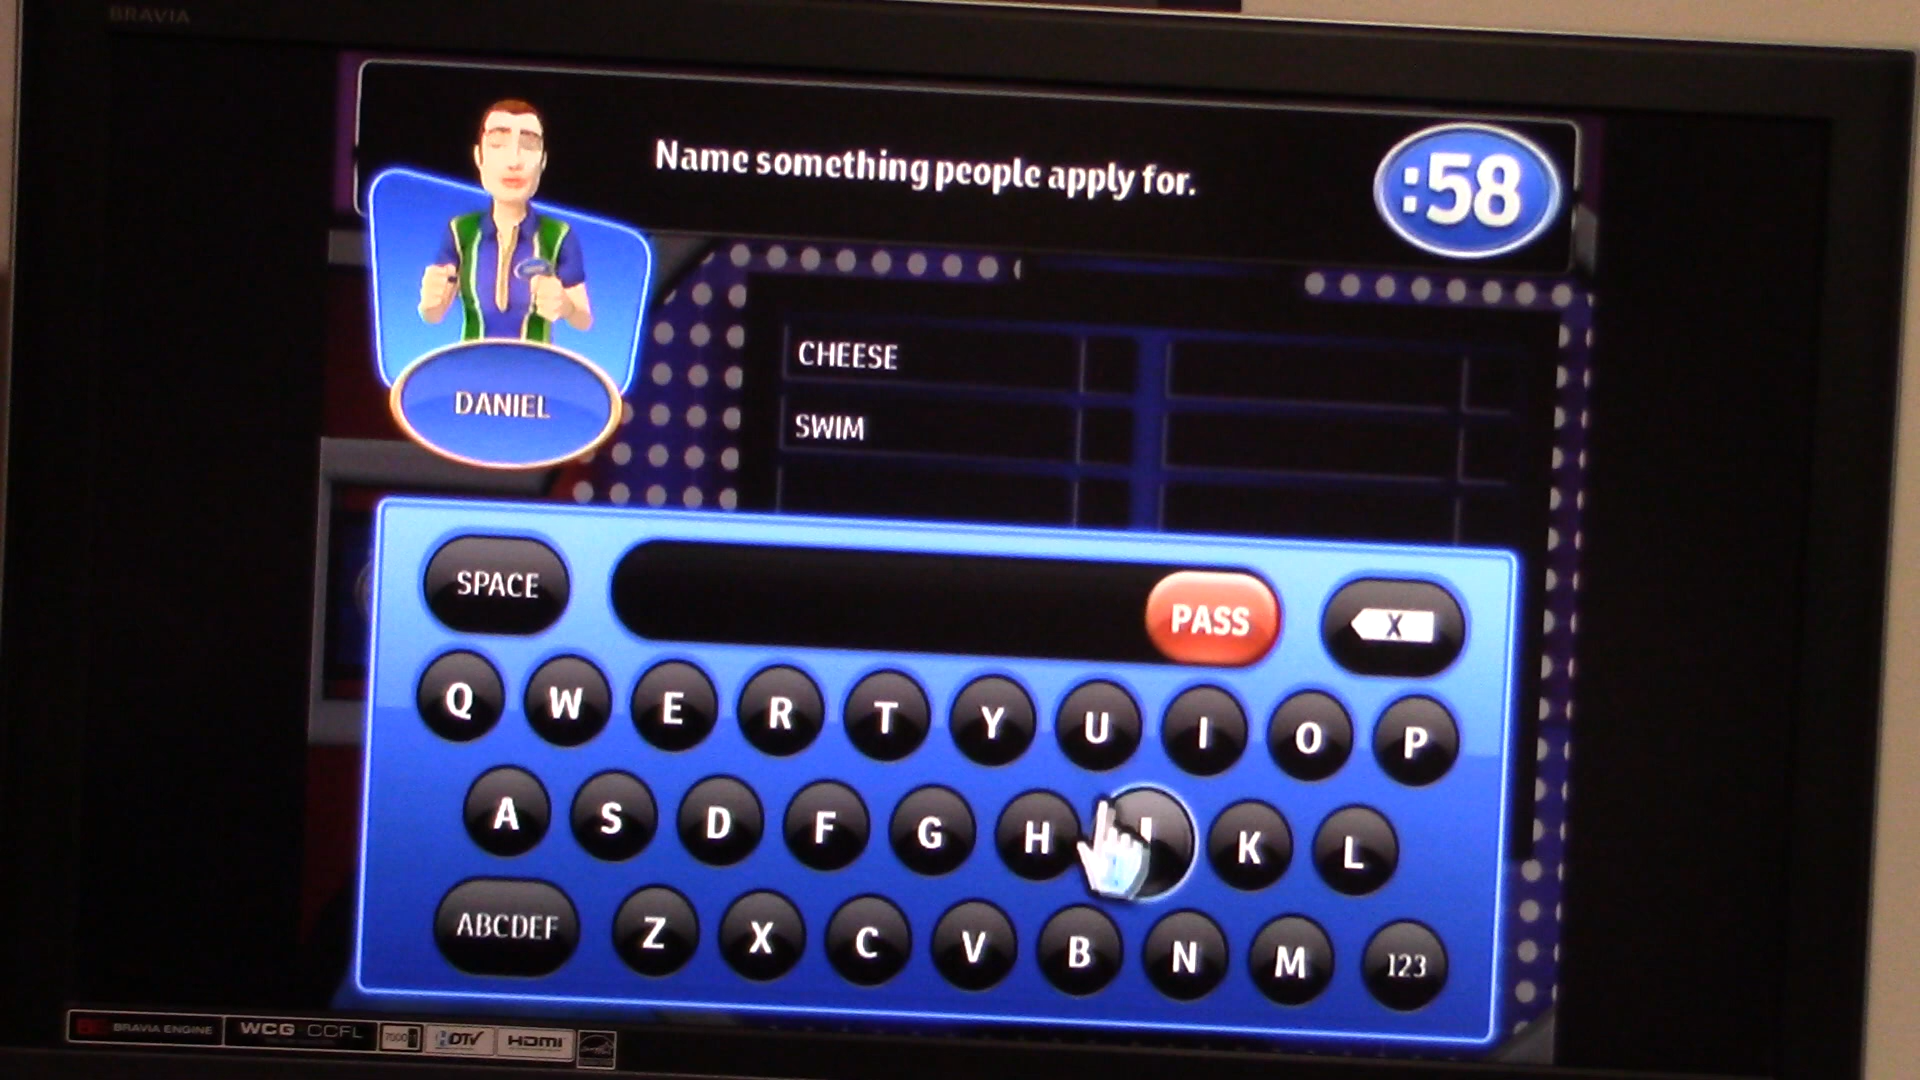 BRAVIA
Name something people apply for.
:58
DANIEL
CHEESE
SWIM
SPACE
PASS
X
Q W E R T Y U I O P
A S D F G H J K L
ABCDEF Z X C V B N M 123
BRAVIA ENGINE WCG CCFL HDTV HDMI